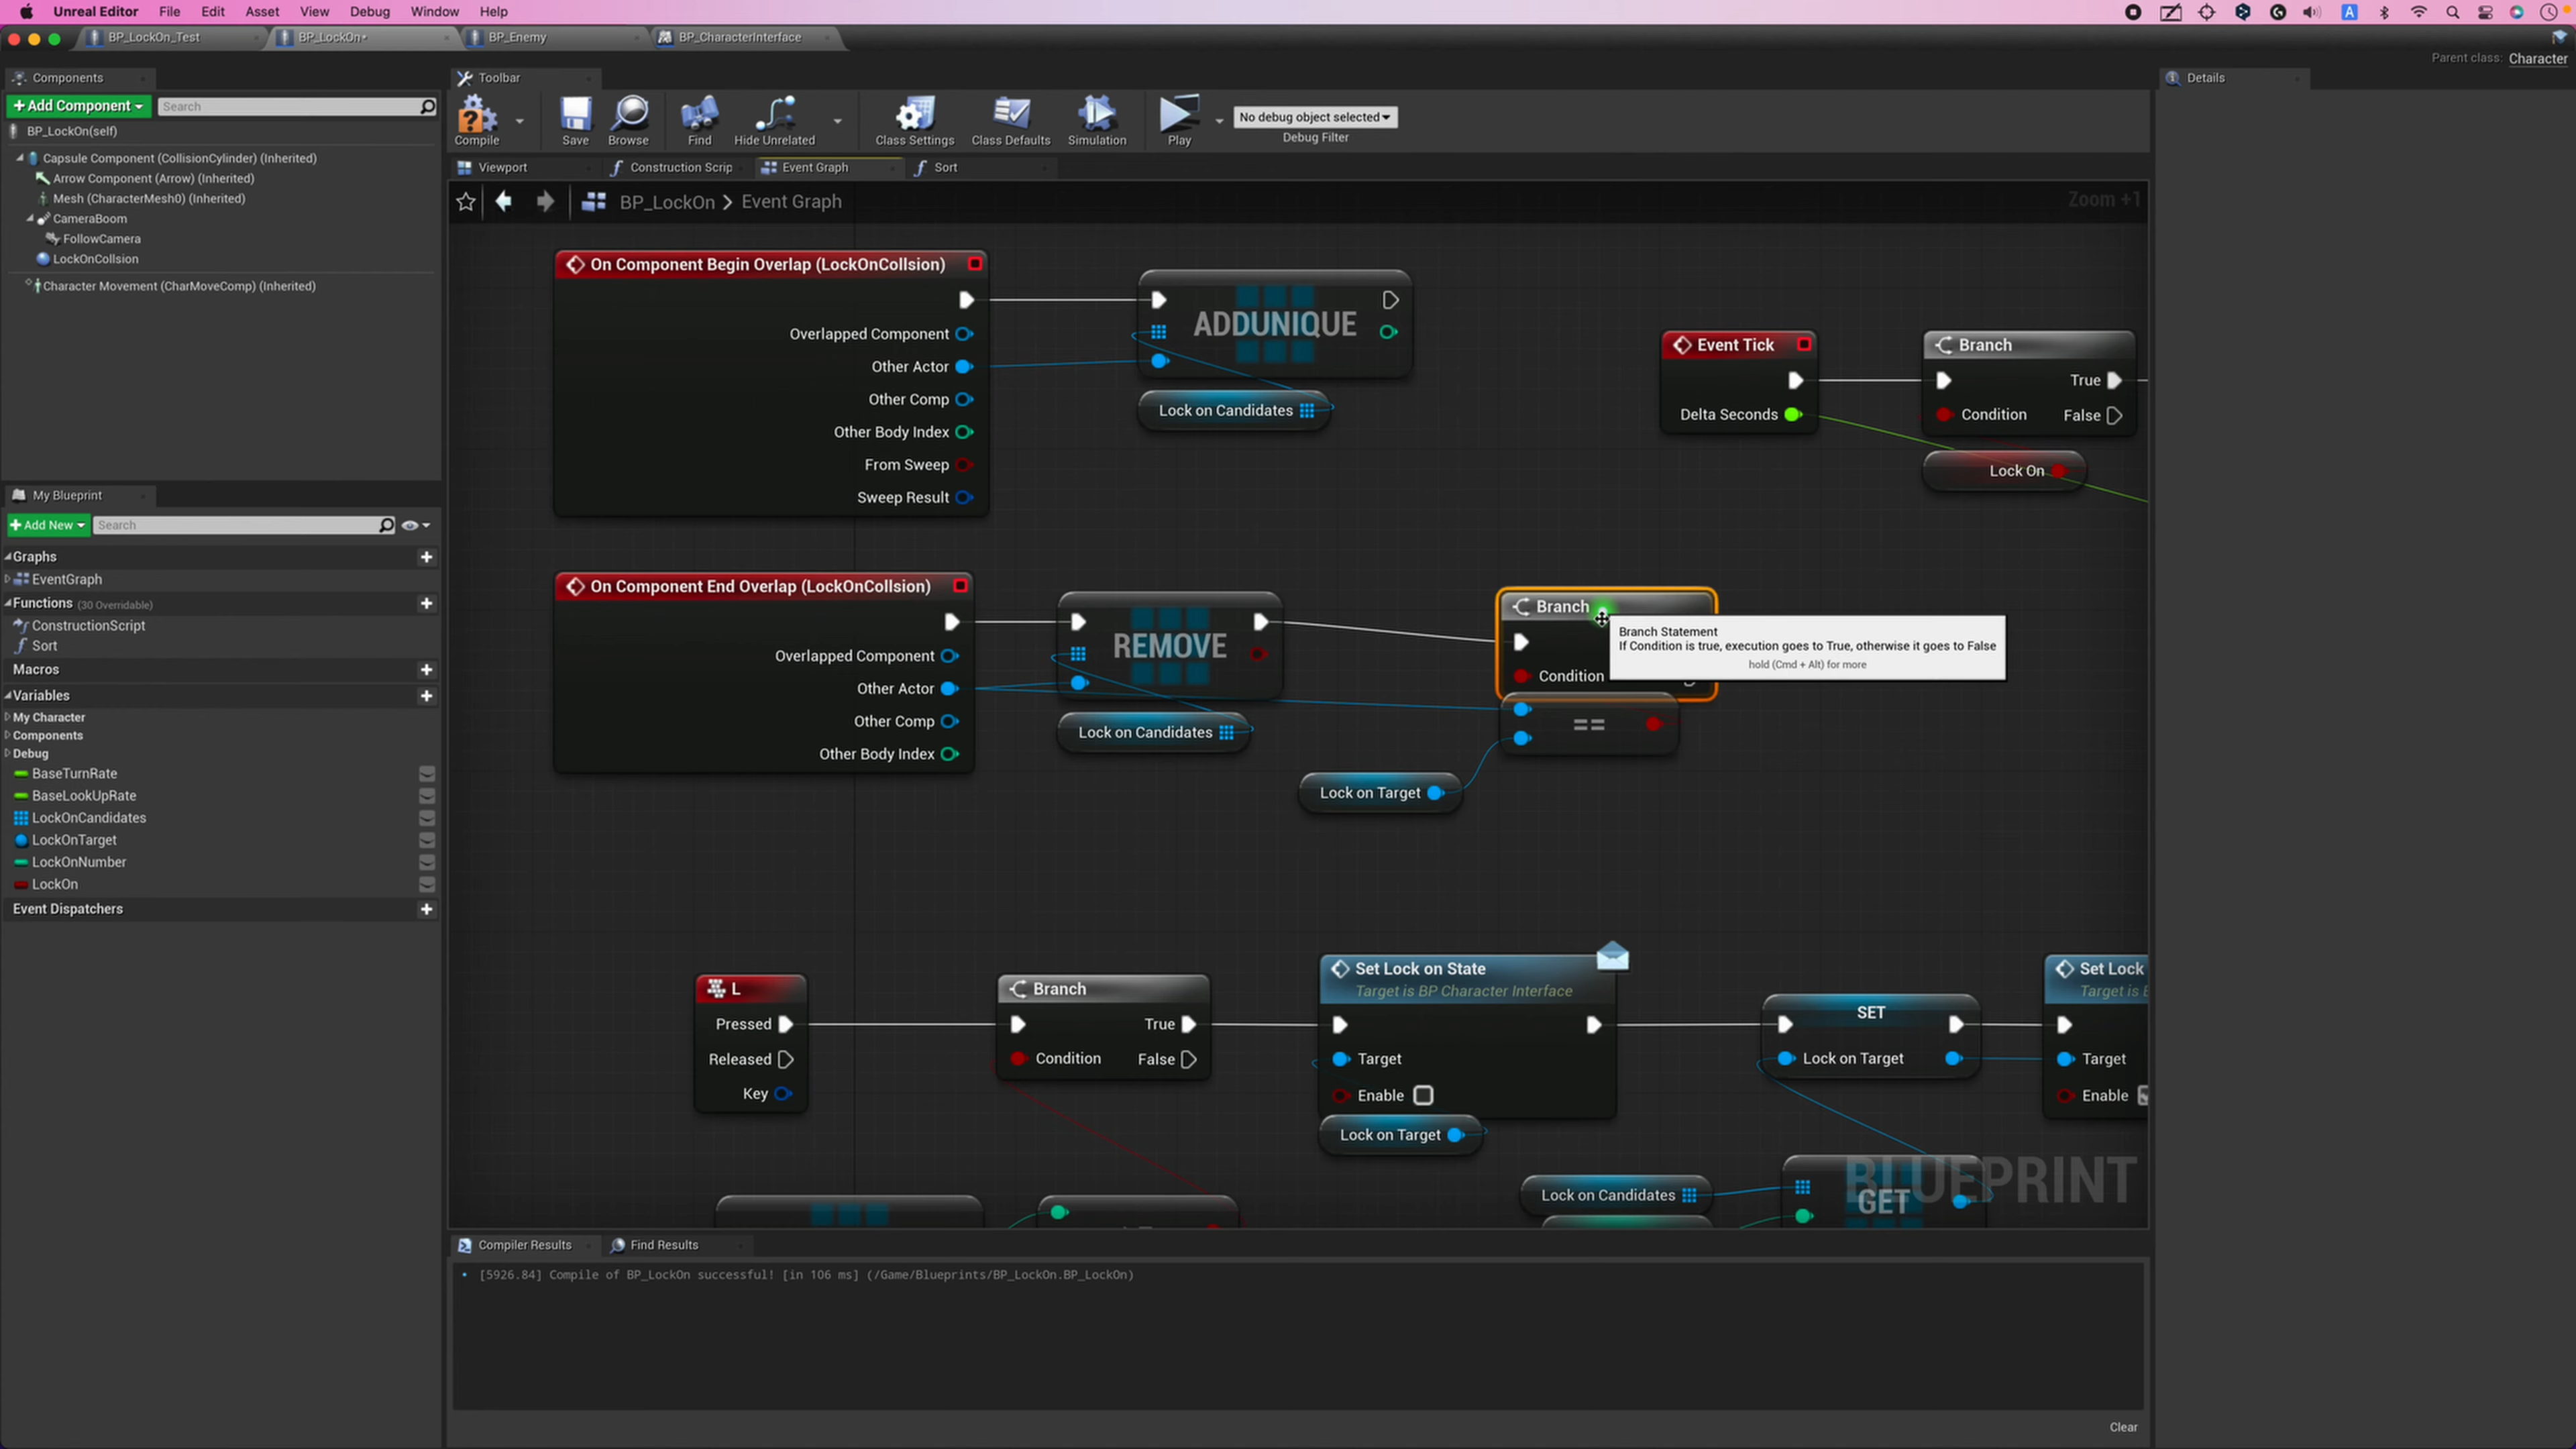 Unreal Editor File Edit Asset View Debug Window Help
A
BP_LockOn_Test
BP_LockOn*
BP_Enemy
BP_CharacterInterface
Parent class: Character
Components
+Add Component
Search
BP_LockOn(self)
Capsule Component (CollisionCylinder) (Inherited)
Arrow Component (Arrow) (Inherited)
Mesh (CharacterMesh0) (Inherited)
CameraBoom
FollowCamera
LockOnCollsion
Character Movement (CharMoveComp) (Inherited)
My Blueprint
+Add New
Search
Graphs
EventGraph
Functions (30 Overridable)
ConstructionScript
Sort
Macros
Variables
My Character
Components
Debug
BaseTurnRate
BaseLookUpRate
LockOnCandidates
LockOnTarget
LockOnNumber
LockOn
Event Dispatchers
Toolbar
Compile
Save
Browse
Find
Hide Unrelated
Class Settings
Class Defaults
Simulation
Play
No debug object selected
Debug Filter
Viewport
Construction Scrip
Event Graph
Sort
BP_LockOn > Event Graph
Zoom +1
On Component Begin Overlap (LockOnCollsion)
Overlapped Component
Other Actor
Other Comp
Other Body Index
From Sweep
Sweep Result
ADDUNIQUE
Lock on Candidates
Event Tick
Delta Seconds
Branch
True
Condition
False
Lock On
On Component End Overlap (LockOnCollsion)
Overlapped Component
Other Actor
Other Comp
Other Body Index
REMOVE
Lock on Candidates
Branch
Condition
Branch Statement
If Condition is true, execution goes to True, otherwise it goes to False
hold (Cmd + Alt) for more
==
Lock on Target
L
Pressed
Released
Key
Branch
True
Condition
False
Set Lock on State
Target is BP Character Interface
Target
Enable
Lock on Target
SET
Lock on Target
Set Lock
Target is
Target
Enable
Lock on Candidates
GET
BLUEPRINT
Compiler Results
Find Results
[5926.84] Compile of BP_LockOn successful! [in 106 ms] (/Game/Blueprints/BP_LockOn.BP_LockOn)
Clear
Details